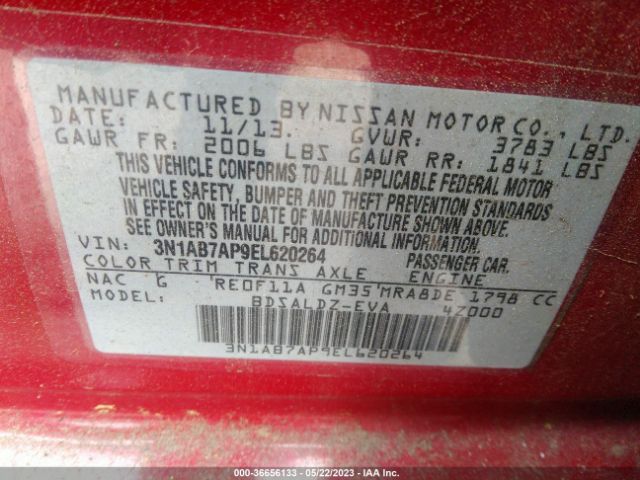 MANUFACTURED BY NISSAN MOTOR CO., LTD.
DATE: 11/13. GVWR: 3783 LBS
GAWR FR: 2006 LBS GAWR RR: 1841 LBS
THIS VEHICLE CONFORMS TO ALL APPLICABLE FEDERAL MOTOR
VEHICLE SAFETY, BUMPER AND THEFT PREVENTION STANDARDS
IN EFFECT ON THE DATE OF MANUFACTURE SHOWN ABOVE.
SEE OWNER'S MANUAL FOR ADDITIONAL INFORMATION.
VIN: 3N1AB7AP9EL620264 PASSENGER CAR.
COLOR TRIM TRANS AXLE ENGINE
NAC G RE0F11A GM35 MRA8DE 1798 CC
MODEL: BDSALDZ-EVA 4Z000
3N1AB7AP9EL620264
000-36656133 - 05/22/2023 - IAA Inc.